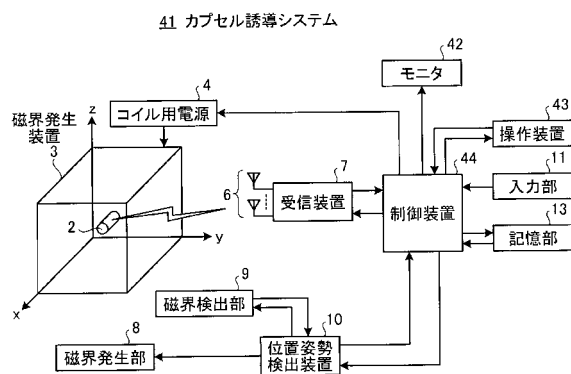 41 カプセル誘導システム
42
モニタ
4
コイル用電源
磁界発生
装置
3
z
2
y
x
6
7
受信装置
43
操作装置
44
制御装置
11
入力部
13
記憶部
9
磁界検出部
10
位置姿勢
検出装置
8
磁界発生部